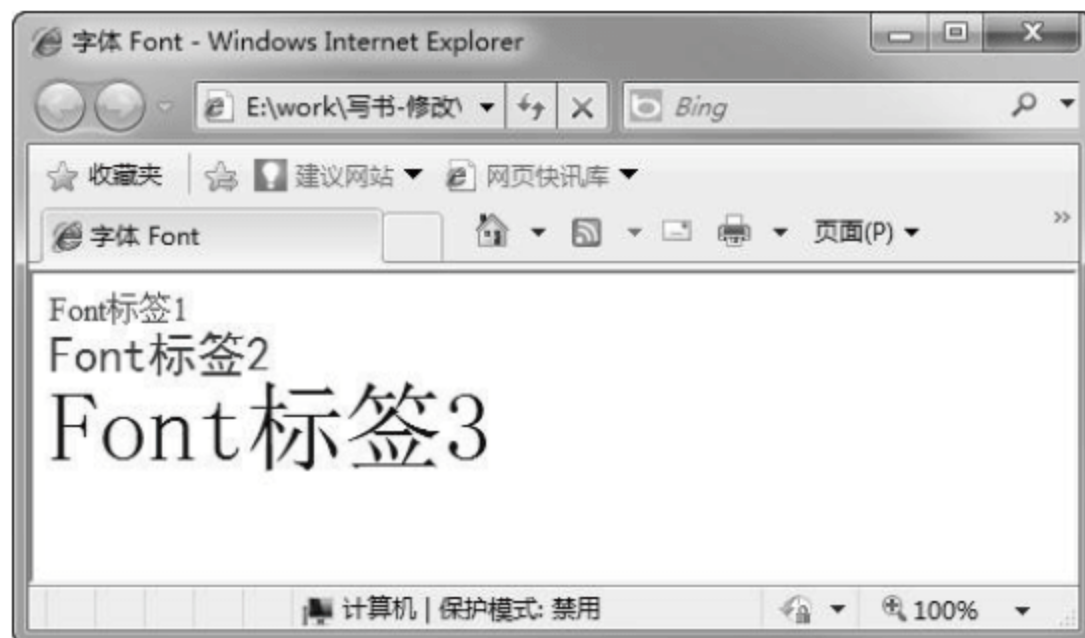 字体 Font - Windows Internet Explorer
E:\work\写书-修改\
Bing
收藏夹 建议网站 网页快讯库
字体 Font 页面(P)
Font标签1
Font标签2
Font标签3
计算机 | 保护模式: 禁用 100%